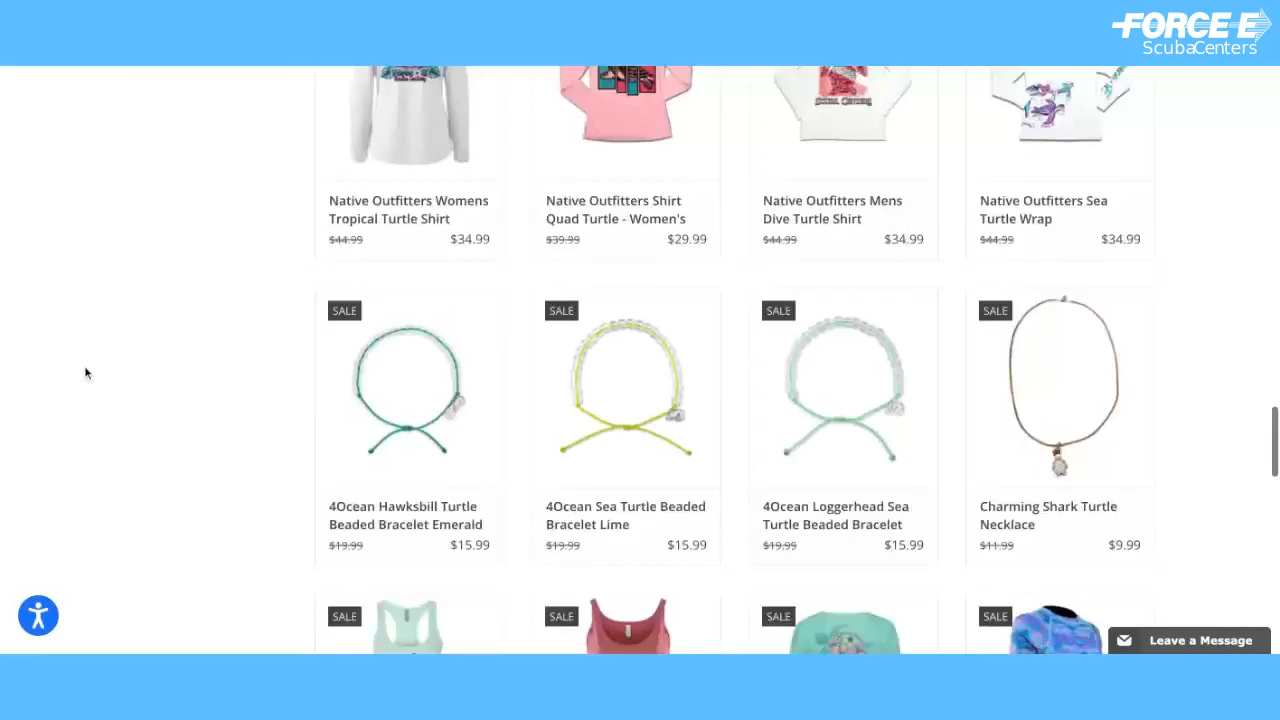 FORCE-E
ScubaCenters
Native Outfitters Womens
Tropical Turtle Shirt
$44.99 $34.99
Native Outfitters Shirt
Quad Turtle - Women's
$39.99 $29.99
Native Outfitters Mens
Dive Turtle Shirt
$44.99 $34.99
Native Outfitters Sea
Turtle Wrap
$44.99 $34.99
SALE
SALE
SALE
SALE
4Ocean Hawksbill Turtle
Beaded Bracelet Emerald
$19.99 $15.99
4Ocean Sea Turtle Beaded
Bracelet Lime
$19.99 $15.99
4Ocean Loggerhead Sea
Turtle Beaded Bracelet
$19.99 $15.99
Charming Shark Turtle
Necklace
$11.99 $9.99
SALE
SALE
SALE
SALE
Leave a Message